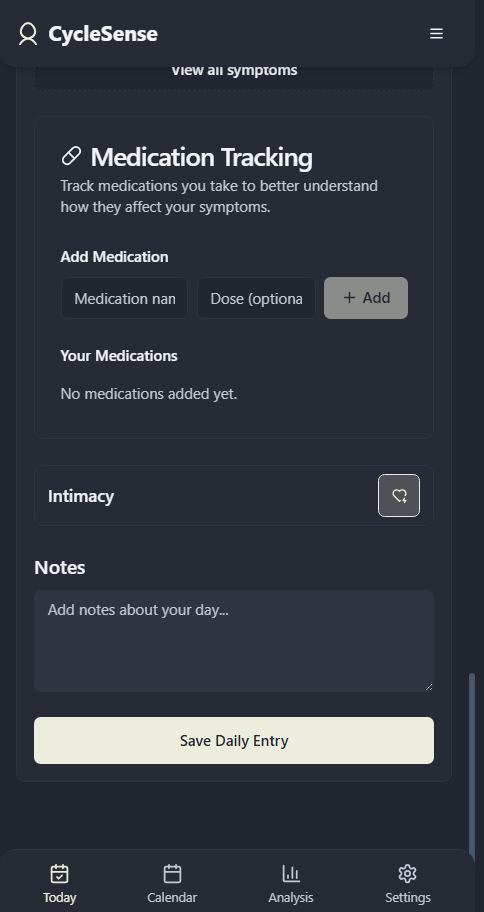 CycleSense
View all symptoms
Medication Tracking
Track medications you take to better understand
how they affect your symptoms.
Add Medication
Medication nan
Dose (optiona
+ Add
Your Medications
No medications added yet.
Intimacy
Notes
Add notes about your day...
Save Daily Entry
Today
Calendar
Analysis
Settings